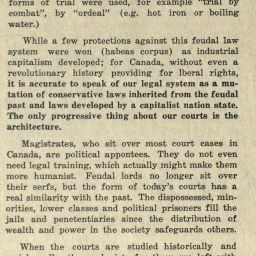 forms of trial were used, for example "trial by
combat", by "ordeal" (e.g. hot iron or boiling
water.)
While a few protections against this feudal law
system were won (habeas corpus) as industrial
capitalism developed; for Canada, without even a
revolutionary history providing for liberal rights,
it is accurate to speak of our legal system as a mu-
tation of conservative laws inherited from the feudal
past and laws developed by a capitalist nation state.
The only progressive thing about our courts is the
architecture.
Magistrates, who sit over most court cases in
Canada, are political appointees. They do not even
need legal training, which actually might make them
more humanist. Feudal lords no longer sit over
their serfs, but the form of today's courts has a
real similarity with the past. The dispossessed, min-
orities, lower classes and political prisoners fill the
jails and penetentiaries since the distribution of
wealth and power in the society safeguards others.
When the courts are studied historically and